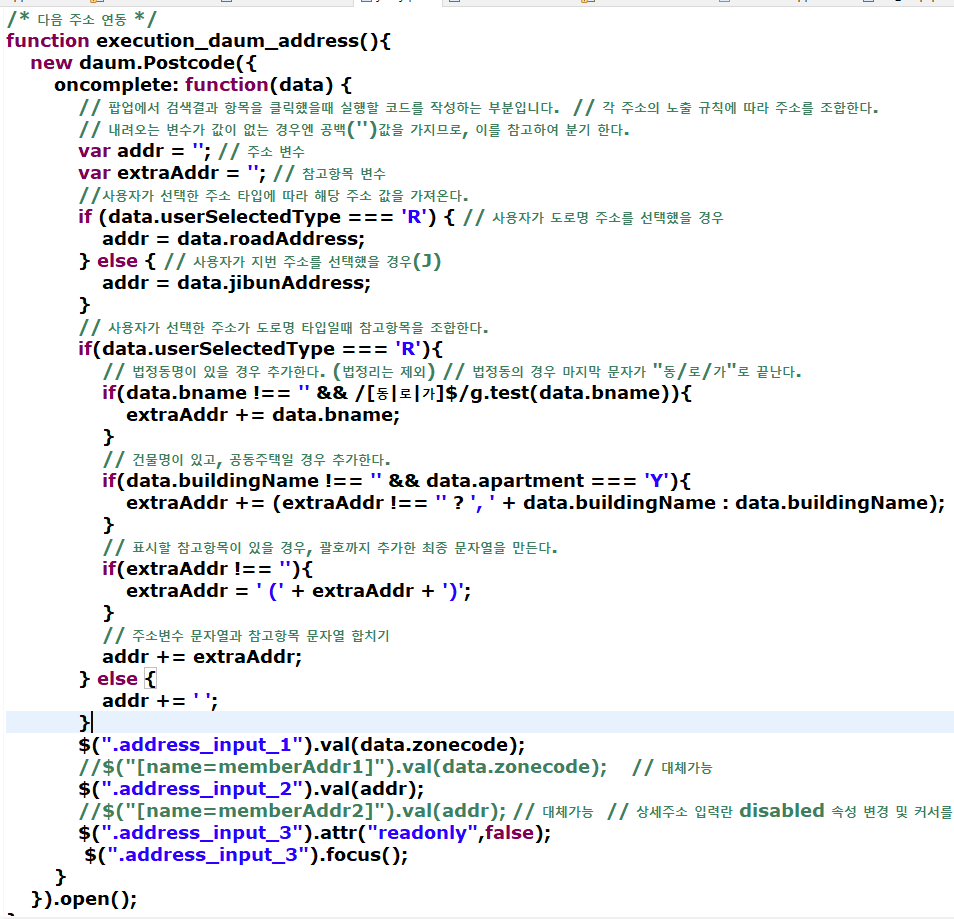 /* 다음 주소 연동 */
function execution_daum_address(){
new daum.Postcode({
oncomplete: function(data) {
// 팝업에서 검색결과 항목을 클릭했을때 실행할 코드를 작성하는 부분입니다. // 각 주소의 노출 규칙에 따라 주소를 조합한다.
// 내려오는 변수가 값이 없는 경우엔 공백('')값을 가지므로, 이를 참고하여 분기 한다.
var addr = ''; // 주소 변수
var extraAddr = ''; // 참고항목 변수
//사용자가 선택한 주소 타입에 따라 해당 주소 값을 가져온다.
if (data.userSelectedType === 'R') { // 사용자가 도로명 주소를 선택했을 경우
addr = data.roadAddress;
} else { // 사용자가 지번 주소를 선택했을 경우(J)
addr = data.jibunAddress;
}
// 사용자가 선택한 주소가 도로명 타입일때 참고항목을 조합한다.
if(data.userSelectedType === 'R'){
// 법정동명이 있을 경우 추가한다. (법정리는 제외) // 법정동의 경우 마지막 문자가 "동/로/가"로 끝난다.
if(data.bname !== '' && /[동|로|가]$/g.test(data.bname)){
extraAddr += data.bname;
}
// 건물명이 있고, 공동주택일 경우 추가한다.
if(data.buildingName !== '' && data.apartment === 'Y'){
extraAddr += (extraAddr !== '' ? ', ' + data.buildingName : data.buildingName);
}
// 표시할 참고항목이 있을 경우, 괄호까지 추가한 최종 문자열을 만든다.
if(extraAddr !== ''){
extraAddr = ' (' + extraAddr + ')';
}
// 주소변수 문자열과 참고항목 문자열 합치기
addr += extraAddr;
} else {
addr += ' ';
}
$(".address_input_1").val(data.zonecode);
//$("[name=memberAddr1]").val(data.zonecode); // 대체가능
$(".address_input_2").val(addr);
//$("[name=memberAddr2]").val(addr); // 대체가능 // 상세주소 입력란 disabled 속성 변경 및 커서를
$(".address_input_3").attr("readonly",false);
$(".address_input_3").focus();
}
}).open();